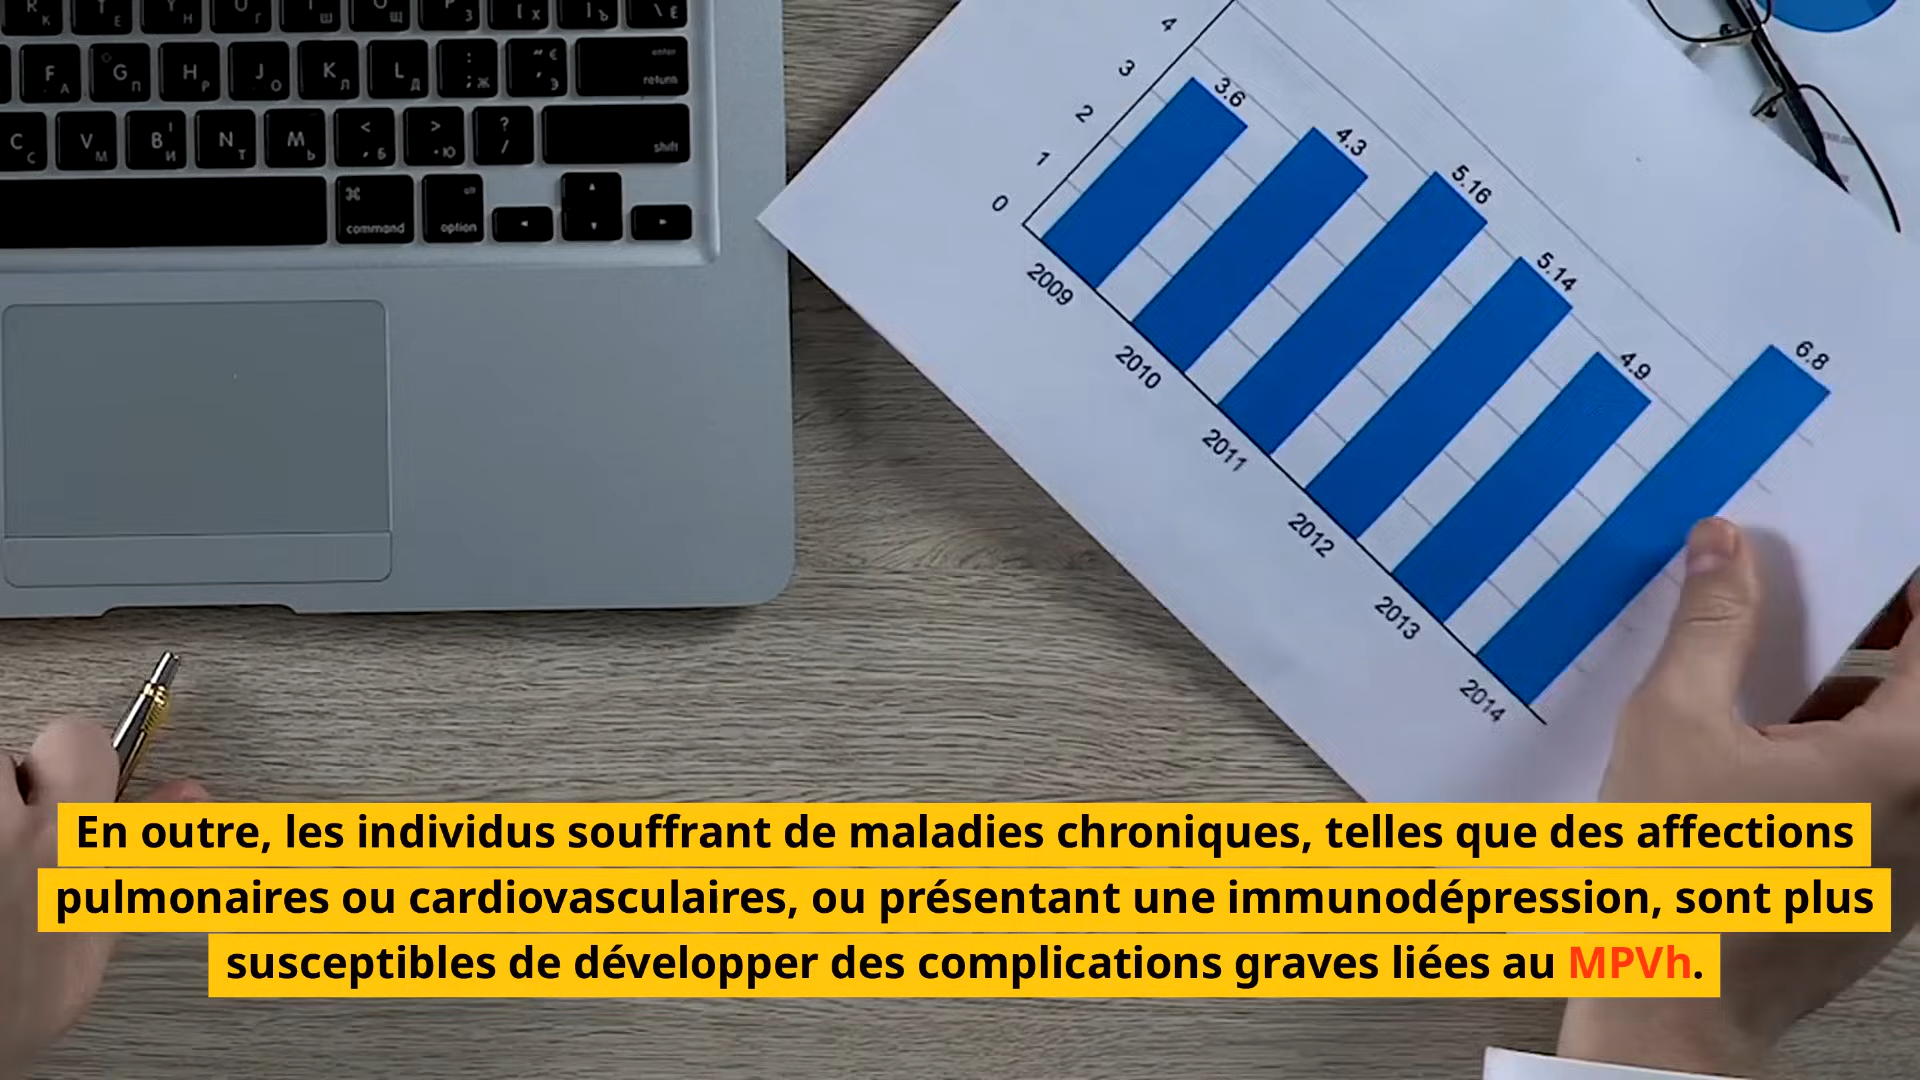 R К T Е Y Н U Г I Ш O Щ P З [ Х ] Ъ \ Ё
F А G П H Р J О K Л L Д : ; Ж " ' € Э enter return
C С V М B И N Т M Ь < , Б > . Ю ? / shift
⌘ command alt option
4
3
2
1
0
3.6
4.3
5.16
5.14
4.9
6.8
2009
2010
2011
2012
2013
2014
En outre, les individus souffrant de maladies chroniques, telles que des affections
pulmonaires ou cardiovasculaires, ou présentant une immunodépression, sont plus
susceptibles de développer des complications graves liées au MPVh.